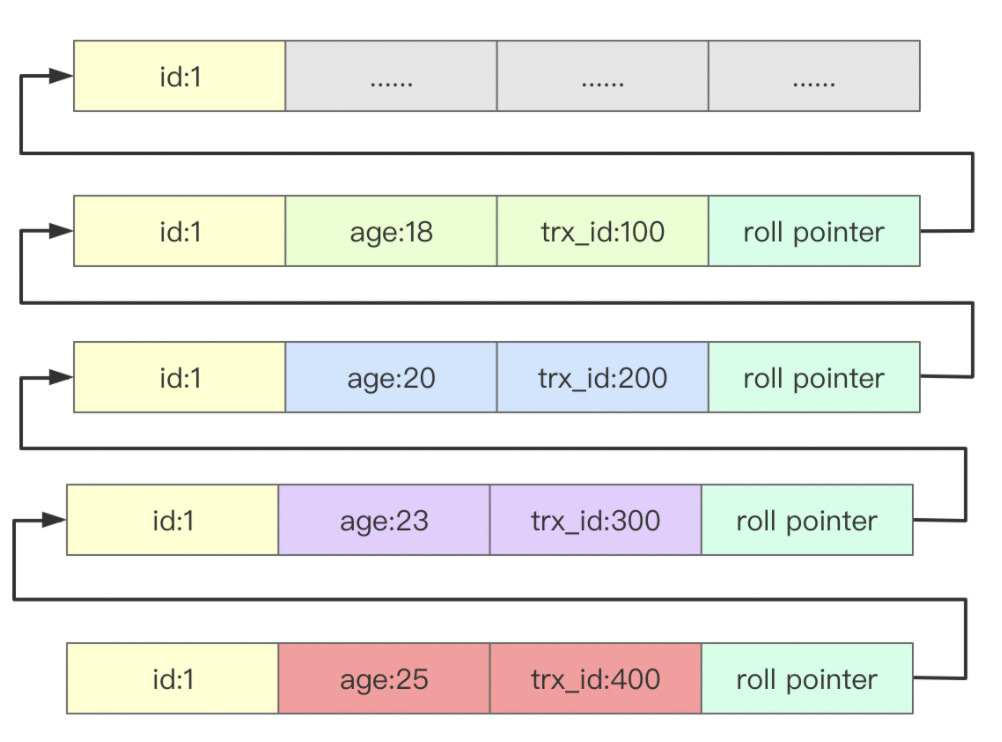 id:1 ...... ...... ......
id:1 age:18 trx_id:100 roll pointer
id:1 age:20 trx_id:200 roll pointer
id:1 age:23 trx_id:300 roll pointer
id:1 age:25 trx_id:400 roll pointer